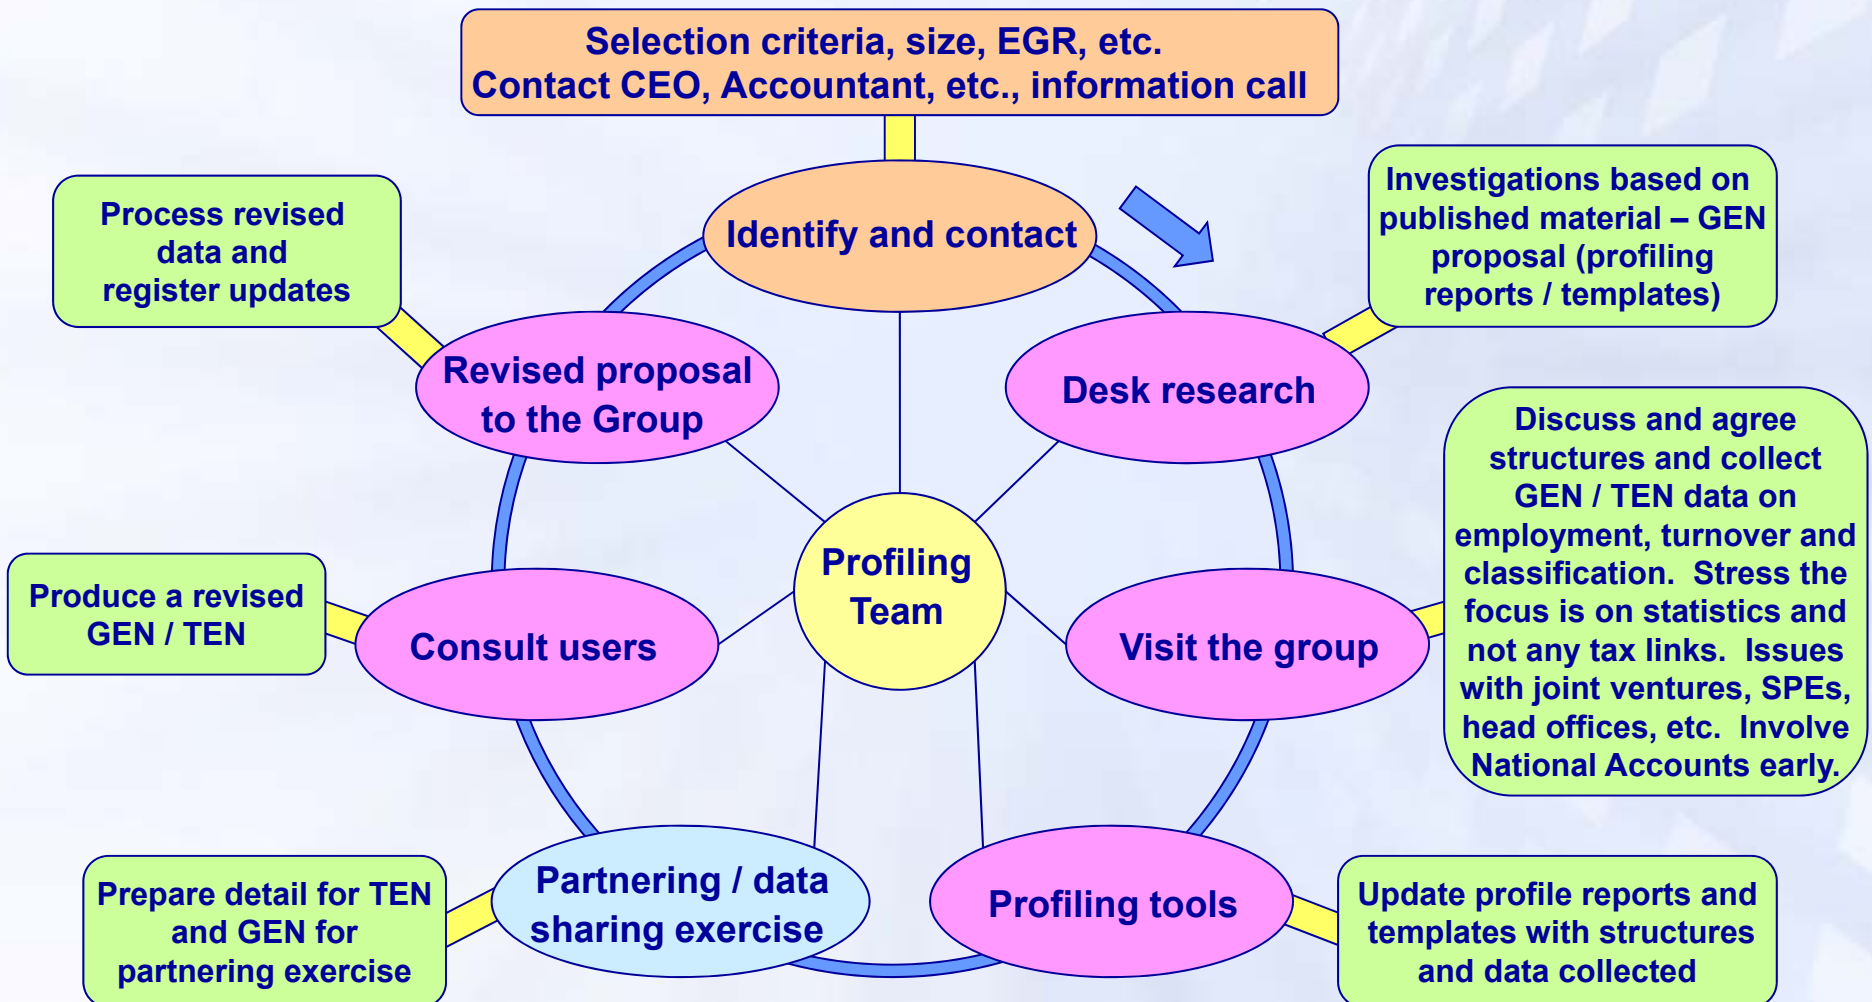 Selection criteria, size, EGR, etc.
Contact CEO, Accountant, etc., information call
Identify and contact
Investigations based on
published material – GEN
proposal (profiling
reports / templates)
Desk research
Discuss and agree
structures and collect
GEN / TEN data on
employment, turnover and
classification. Stress the
focus is on statistics and
not any tax links. Issues
with joint ventures, SPEs,
head offices, etc. Involve
National Accounts early.
Visit the group
Profiling tools
Update profile reports and
templates with structures
and data collected
Partnering / data
sharing exercise
Prepare detail for TEN
and GEN for
partnering exercise
Consult users
Produce a revised
GEN / TEN
Revised proposal
to the Group
Process revised
data and
register updates
Profiling
Team